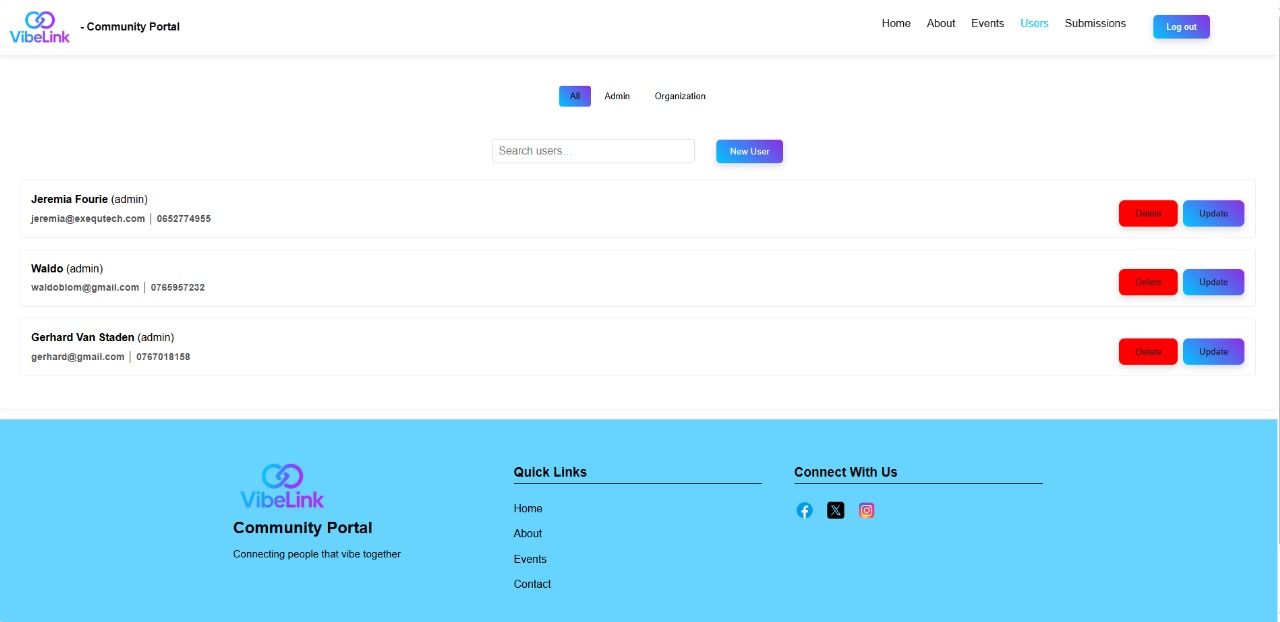 VibeLink
- Community Portal
Home About Events Users Submissions Log out
All Admin Organization
Search users... New User
Jeremia Fourie (admin)
jeremia@exequtech.com | 0652774955
Delete Update
Waldo (admin)
waldoblom@gmail.com | 0765957232
Delete Update
Gerhard Van Staden (admin)
gerhard@gmail.com | 0767018158
Delete Update
VibeLink
Community Portal
Connecting people that vibe together
Quick Links
Home
About
Events
Contact
Connect With Us